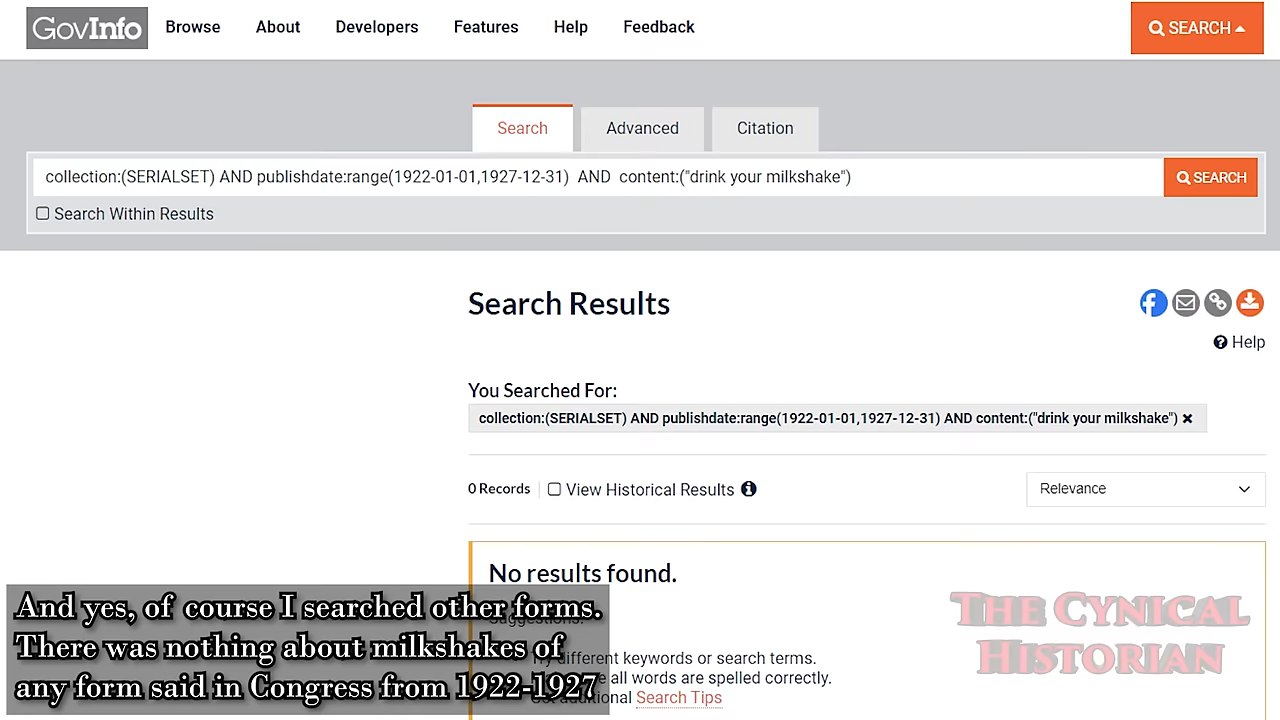 GovInfo Browse About Developers Features Help Feedback SEARCH
Search Advanced Citation
collection:(SERIALSET) AND publishdate:range(1922-01-01,1927-12-31) AND content:("drink your milkshake") SEARCH
Search Within Results
Search Results
Help
You Searched For:
collection:(SERIALSET) AND publishdate:range(1922-01-01,1927-12-31) AND content:("drink your milkshake")
0 Records View Historical Results Relevance
No results found.
Suggestions:
Try different keywords or search terms.
all words are spelled correctly.
Use additional Search Tips
And yes, of course I searched other forms.
There was nothing about milkshakes of
any form said in Congress from 1922-1927
THE CYNICAL
HISTORIAN